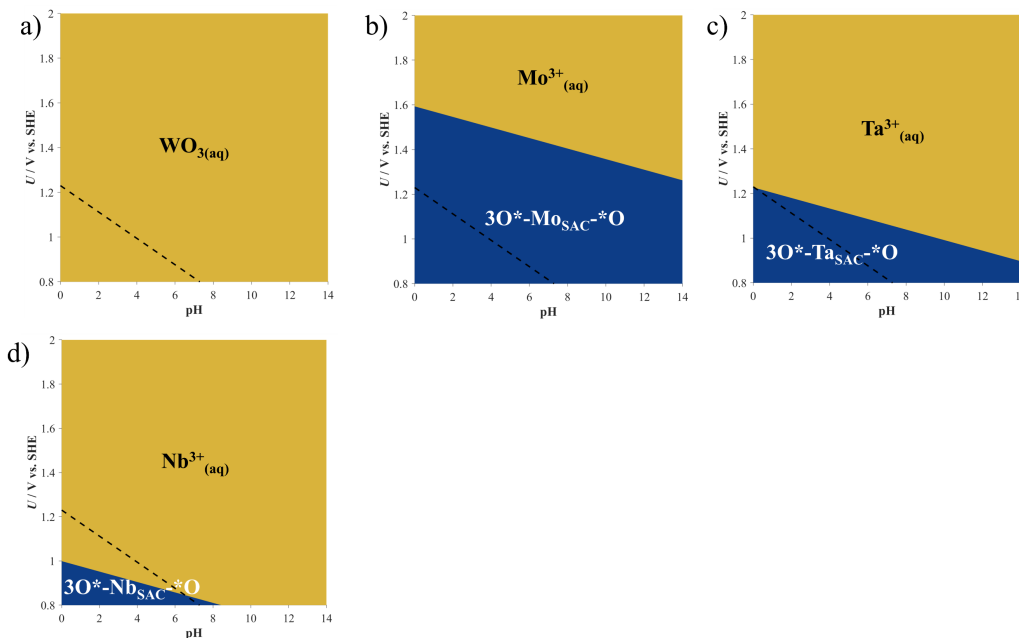 a)
2
1.8
1.6
1.4
1.2
1
0.8
U / V vs. SHE
WO3(aq)
0 2 4 6 8 10 12 14
pH
b)
2
1.8
1.6
1.4
1.2
1
0.8
U / V vs. SHE
Mo3+(aq)
3O*-MoSAC-*O
0 2 4 6 8 10 12 14
pH
c)
2
1.8
1.6
1.4
1.2
1
0.8
U / V vs. SHE
Ta3+(aq)
3O*-TaSAC-*O
0 2 4 6 8 10 12
pH
d)
2
1.8
1.6
1.4
1.2
1
0.8
U / V vs. SHE
Nb3+(aq)
3O*-NbSAC-*O
0 2 4 6 8 10 12 14
pH